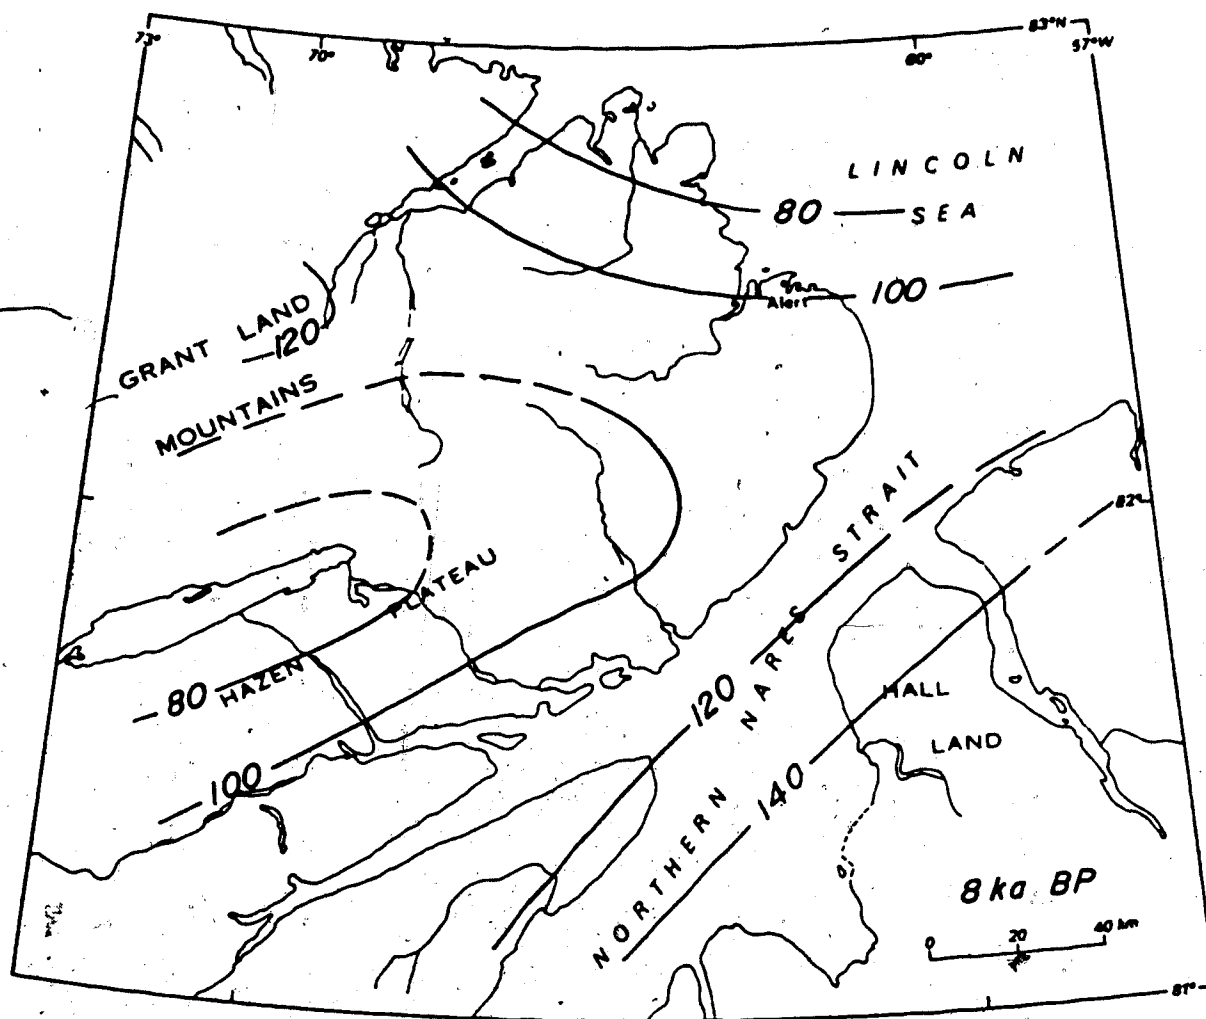 83°N
73°
70°
60°
57°W
LINCOLN
SEA
80
100
Alert
GRANT LAND
120
MOUNTAINS
NARES STRAIT
82°
PLATEAU
80
HAZEN
100
120
HALL
LAND
140
NORTHERN
8 ka BP
0 20 40 km
81°